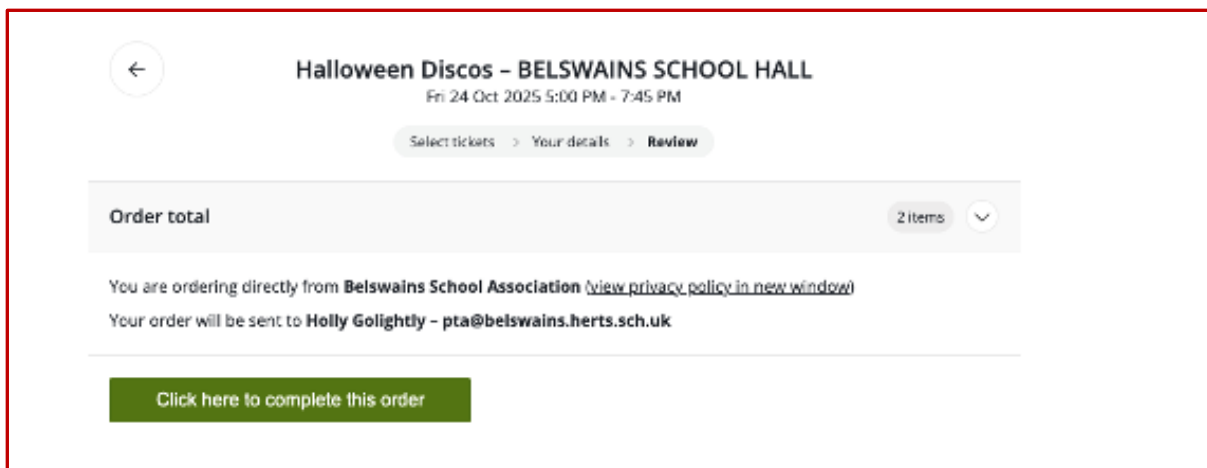 Halloween Discos – BELSWAINS SCHOOL HALL
Fri 24 Oct 2025 5:00 PM - 7:45 PM
Select tickets > Your details > Review
Order total 2 items
You are ordering directly from Belswains School Association (view privacy policy in new window)
Your order will be sent to Holly Golightly – pta@belswains.herts.sch.uk
Click here to complete this order